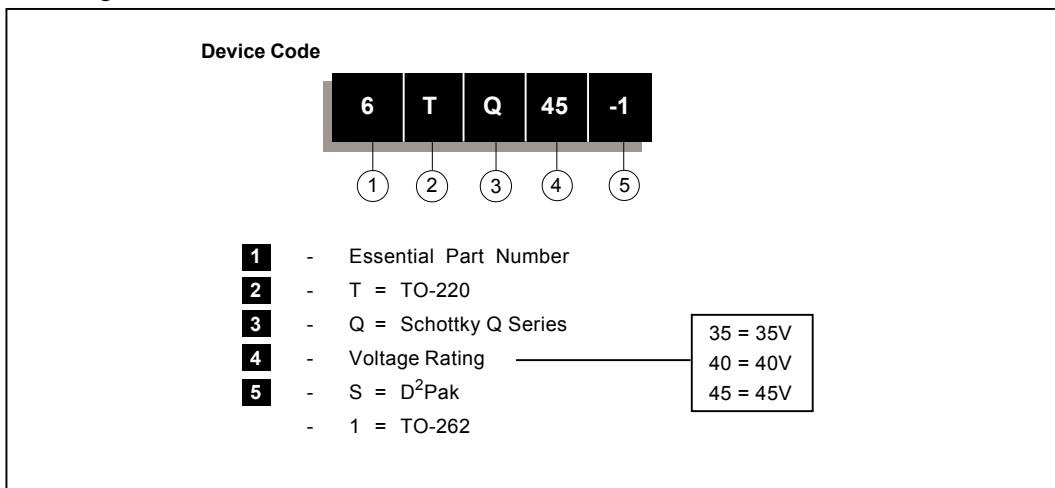 Device Code
6 T Q 45 -1
1 2 3 4 5
1 - Essential Part Number
2 - T = TO-220
3 - Q = Schottky Q Series
4 - Voltage Rating
5 - S = D²Pak
- 1 = TO-262
35 = 35V
40 = 40V
45 = 45V